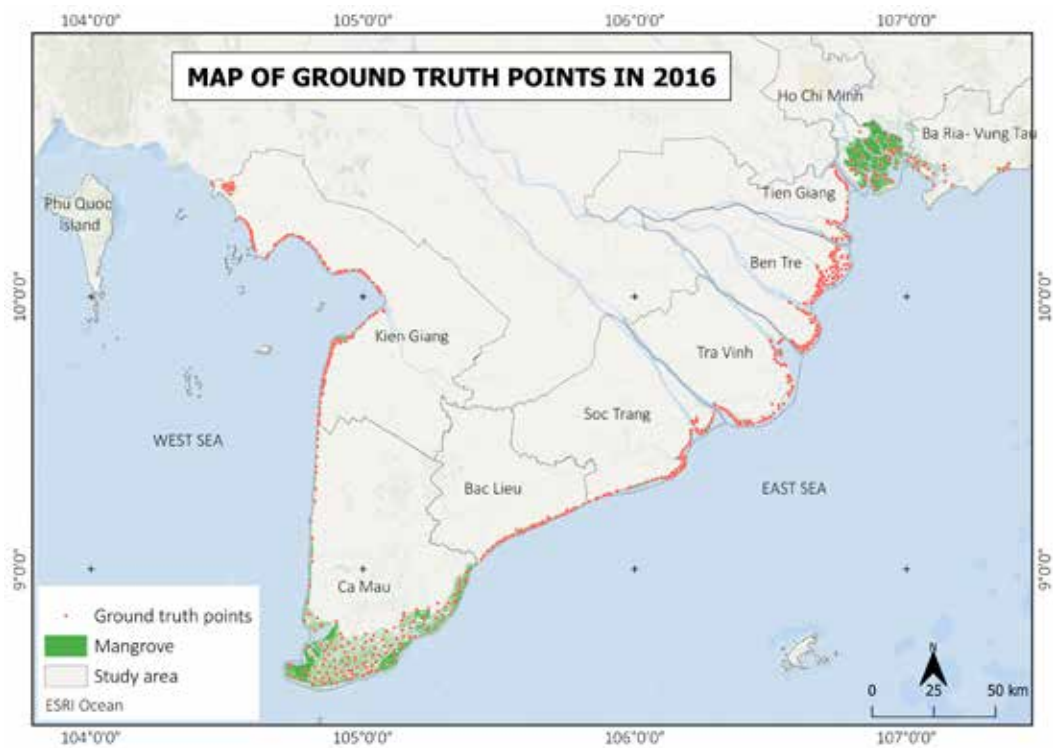 104°0'0" 105°0'0" 106°0'0" 107°0'0"
MAP OF GROUND TRUTH POINTS IN 2016
Ho Chi Minh
Ba Ria- Vung Tau
Phu Quoc
island
Tien Giang
Ben Tre
10°0'0" 10°0'0"
Kien Giang
Tra Vinh
Soc Trang
WEST SEA
Bac Lieu
EAST SEA
9°0'0" 9°0'0"
Ca Mau
Ground truth points
Mangrove
Study area
ESRI Ocean
N
0 25 50 km
104°0'0" 105°0'0" 106°0'0" 107°0'0"